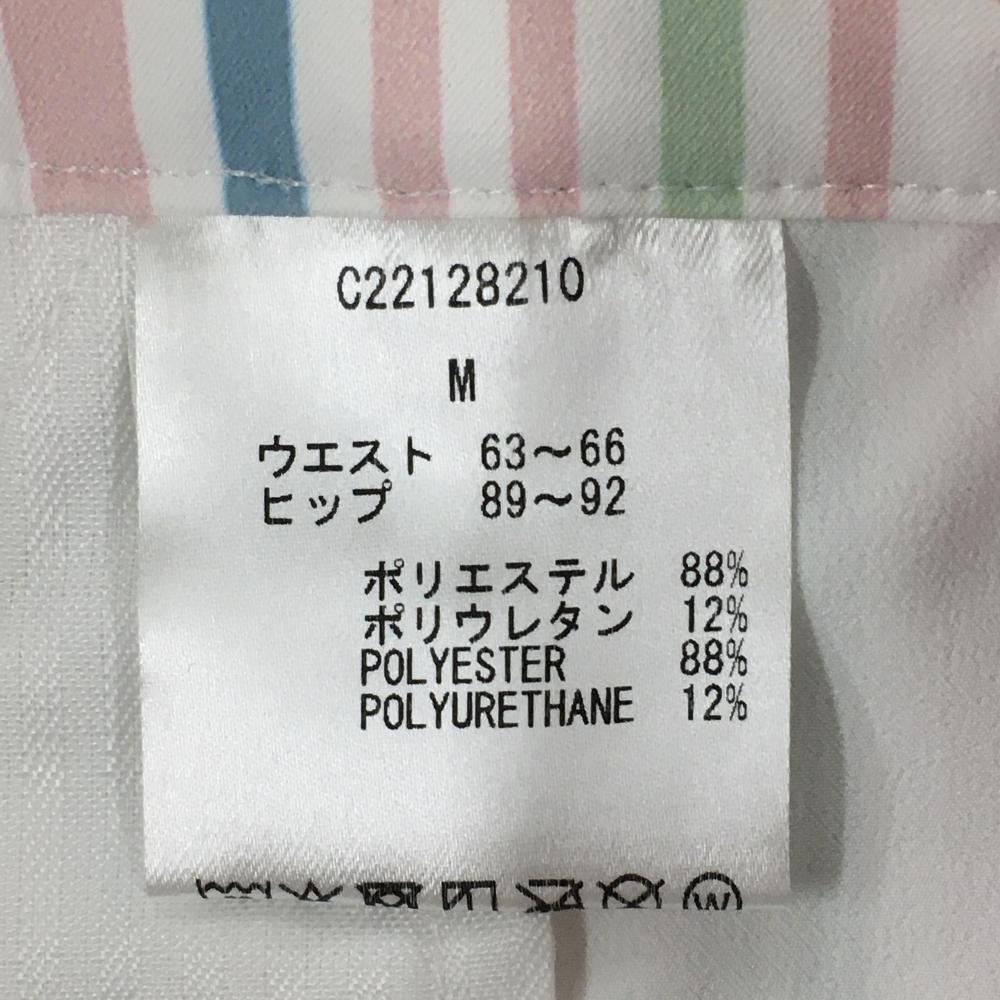 C22128210
M
ウエスト 63～66
ヒップ 89～92
ポリエステル 88%
ポリウレタン 12%
POLYESTER 88%
POLYURETHANE 12%
W